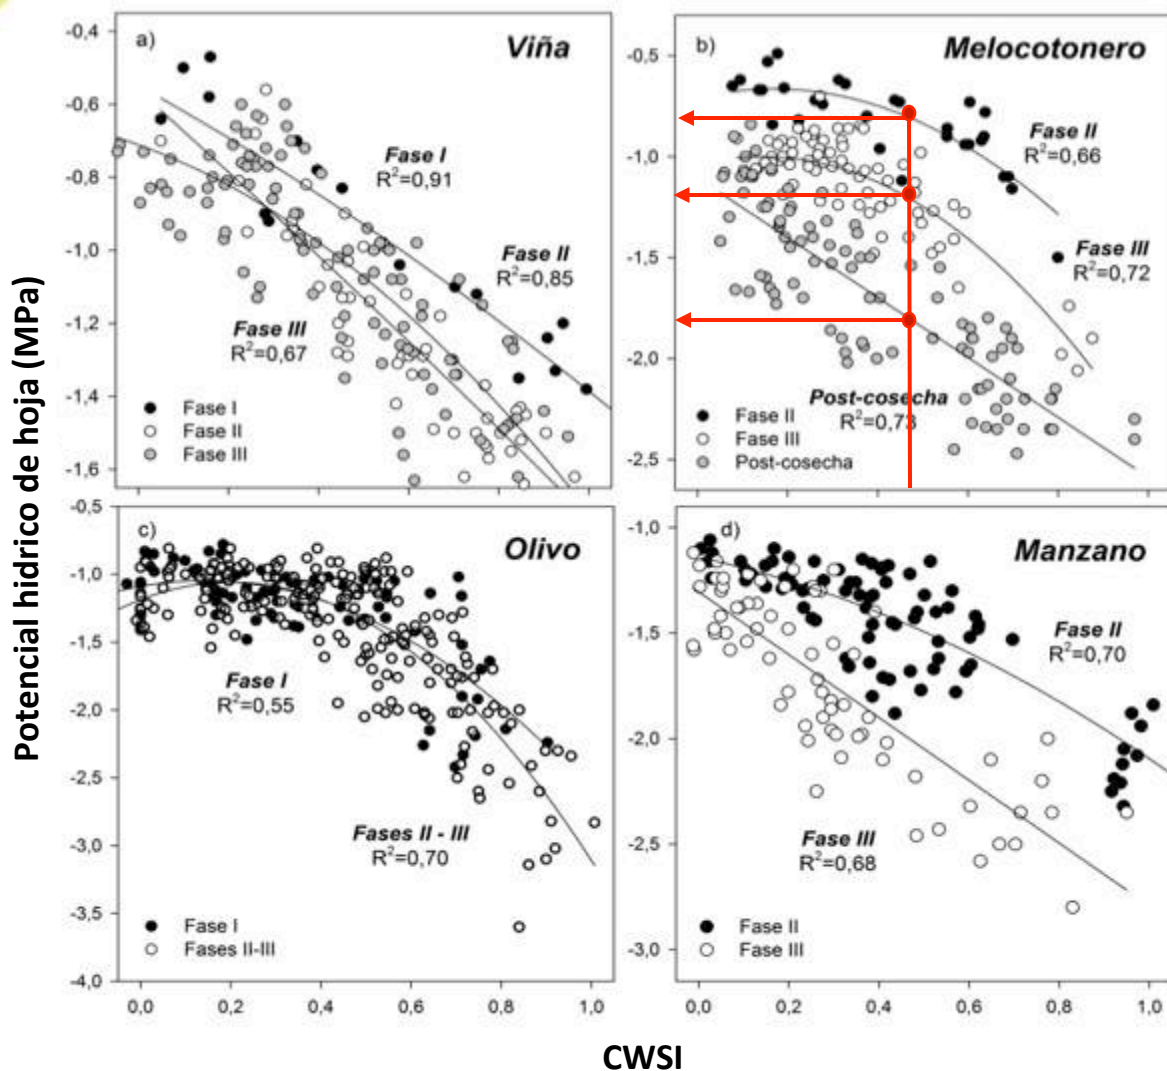 Potencial hidrico de hoja (MPa)
a)
Viña
-0,4
-0,6
-0,8
-1,0
-1,2
-1,4
-1,6
Fase I
R²=0,91
Fase II
R²=0,85
Fase III
R²=0,67
Fase I
Fase II
Fase III
b)
Melocotonero
-0,5
-1,0
-1,5
-2,0
-2,5
Fase II
R²=0,66
Fase III
R²=0,72
Post-cosecha
R²=0,73
Fase II
Fase III
Post-cosecha
c)
Olivo
-0,5
-1,0
-1,5
-2,0
-2,5
-3,0
-3,5
-4,0
Fase I
R²=0,55
Fases II - III
R²=0,70
Fase I
Fases II-III
0,0 0,2 0,4 0,6 0,8 1,0
d)
Manzano
-1,0
-1,5
-2,0
-2,5
-3,0
Fase II
R²=0,70
Fase III
R²=0,68
Fase II
Fase III
0,0 0,2 0,4 0,6 0,8 1,0
CWSI